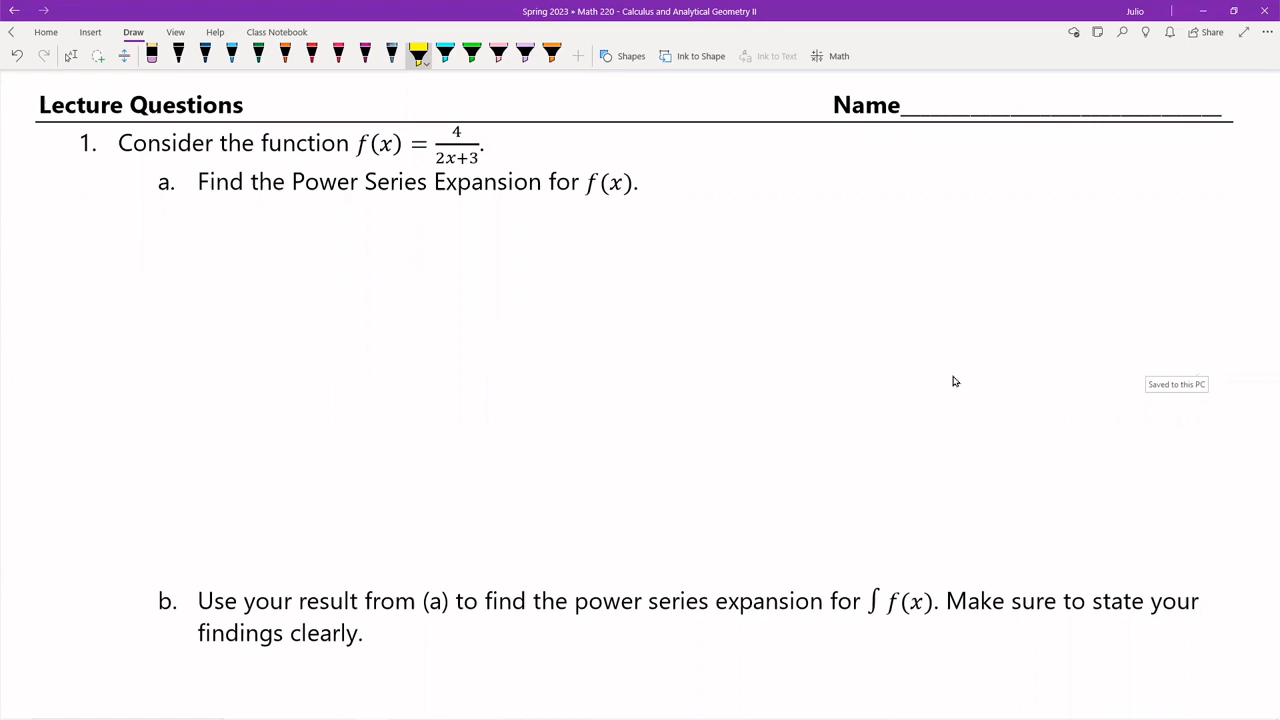 Spring 2023 » Math 220 - Calculus and Analytical Geometry II
Julio
Home Insert Draw View Help Class Notebook
Share
Shapes Ink to Shape Ink to Text Math
Lecture Questions Name________________________________
1. Consider the function f(x) = 4/(2x+3).
a. Find the Power Series Expansion for f(x).
Saved to this PC
b. Use your result from (a) to find the power series expansion for ∫ f(x). Make sure to state your
findings clearly.